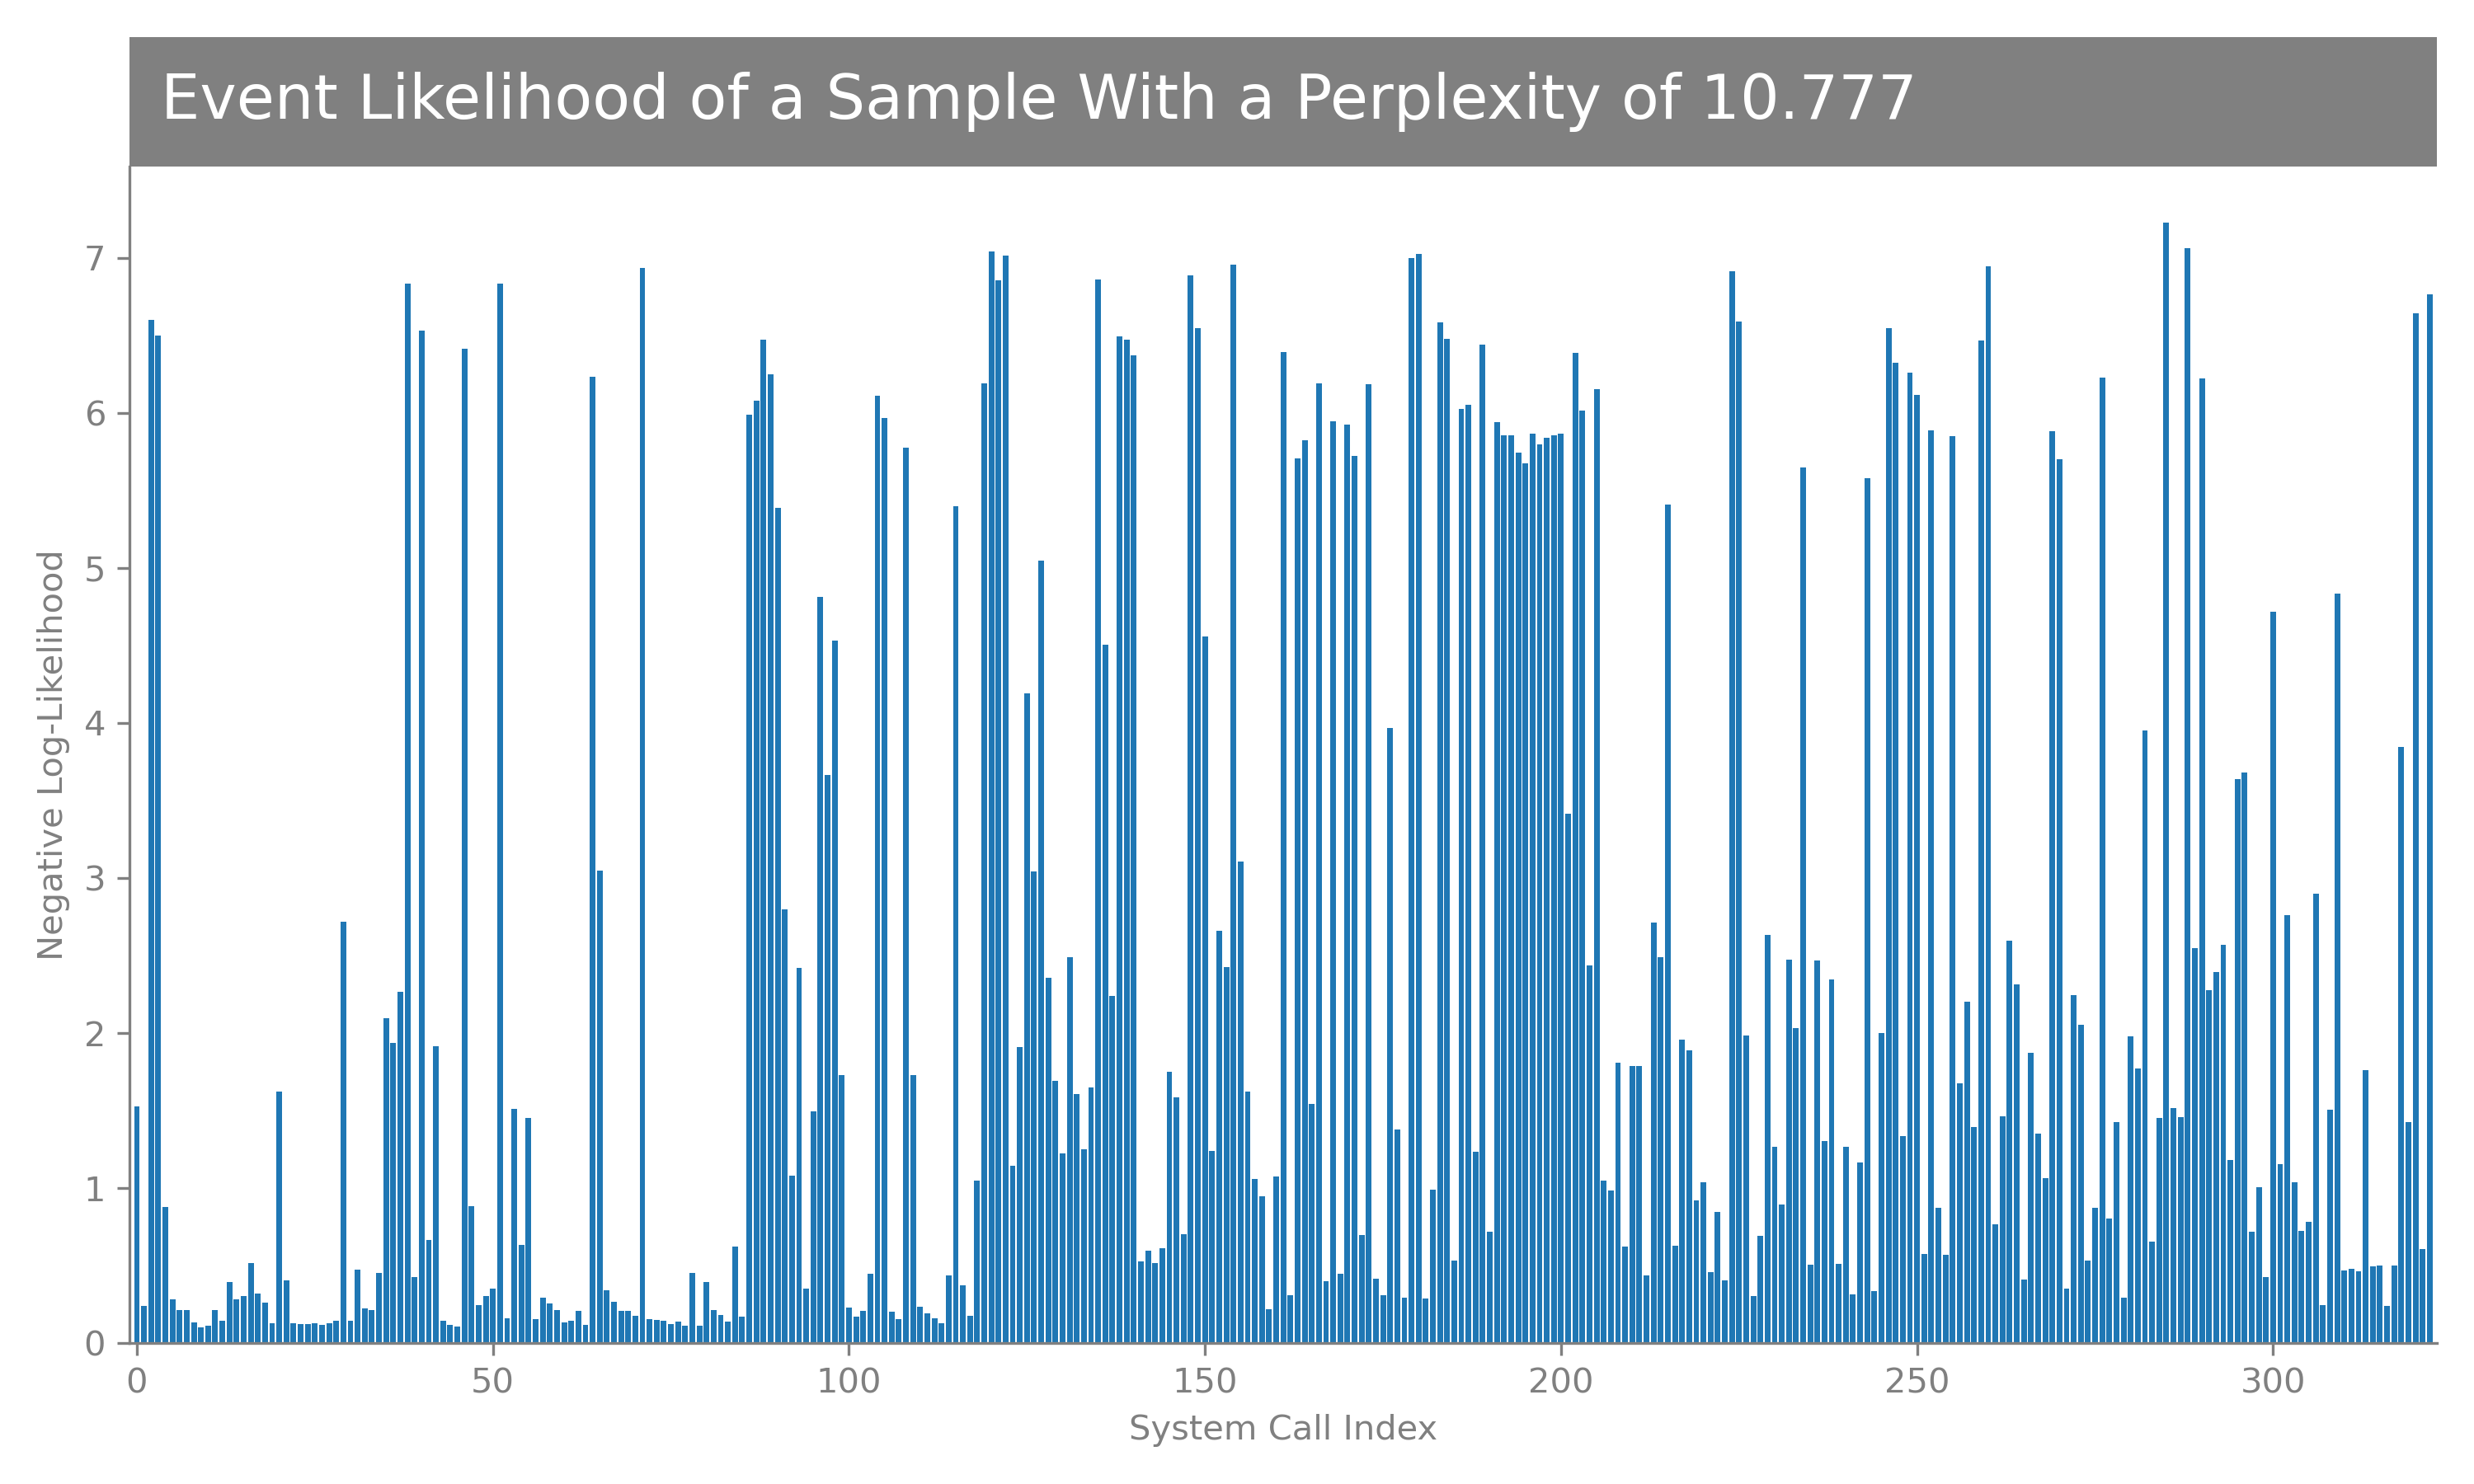 Event Likelihood of a Sample With a Perplexity of 10.777
Negative Log-Likelihood
7
6
5
4
3
2
1
0
0 50 100 150 200 250 300
System Call Index